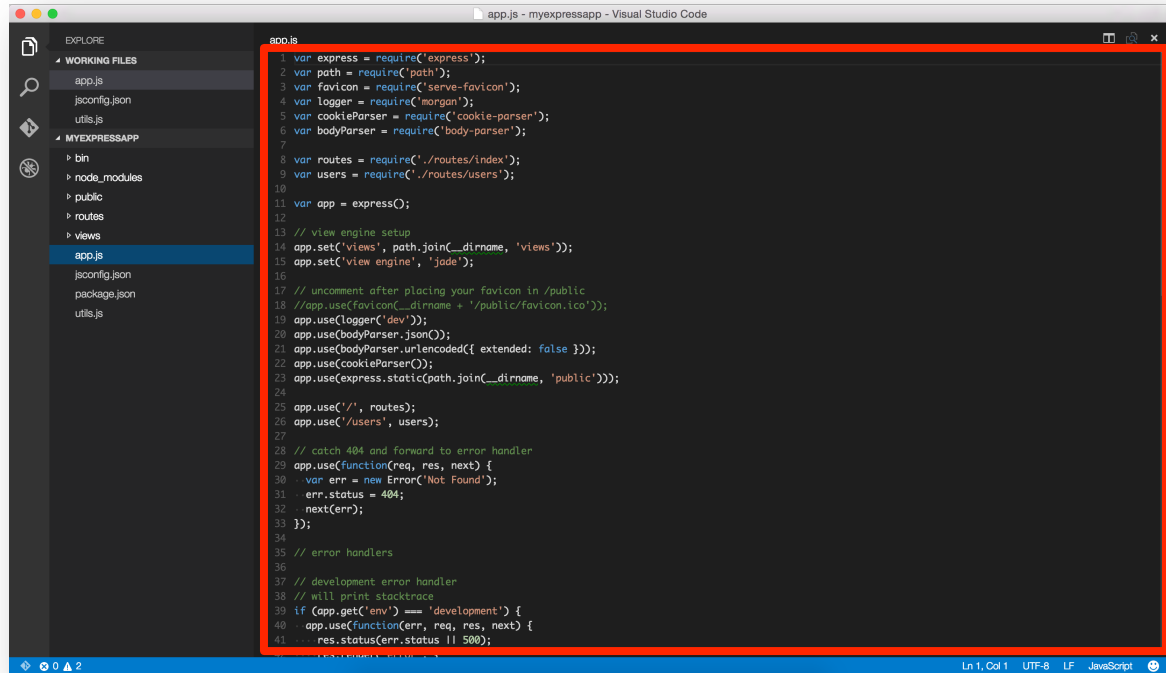 app.js - myexpressapp - Visual Studio Code
EXPLORE
WORKING FILES
app.js
jsconfig.json
utils.js
MYEXPRESSAPP
bin
node_modules
public
routes
views
app.js
jsconfig.json
package.json
utils.js
app.js
1 var express = require('express');
2 var path = require('path');
3 var favicon = require('serve-favicon');
4 var logger = require('morgan');
5 var cookieParser = require('cookie-parser');
6 var bodyParser = require('body-parser');
7
8 var routes = require('./routes/index');
9 var users = require('./routes/users');
10
11 var app = express();
12
13 // view engine setup
14 app.set('views', path.join(__dirname, 'views'));
15 app.set('view engine', 'jade');
16
17 // uncomment after placing your favicon in /public
18 //app.use(favicon(__dirname + '/public/favicon.ico'));
19 app.use(logger('dev'));
20 app.use(bodyParser.json());
21 app.use(bodyParser.urlencoded({ extended: false }));
22 app.use(cookieParser());
23 app.use(express.static(path.join(__dirname, 'public')));
24
25 app.use('/', routes);
26 app.use('/users', users);
27
28 // catch 404 and forward to error handler
29 app.use(function(req, res, next) {
30 ··var err = new Error('Not Found');
31 ··err.status = 404;
32 ··next(err);
33 });
34
35 // error handlers
36
37 // development error handler
38 // will print stacktrace
39 if (app.get('env') === 'development') {
40 ··app.use(function(err, req, res, next) {
41 ····res.status(err.status || 500);
0 2
Ln 1, Col 1 UTF-8 LF JavaScript